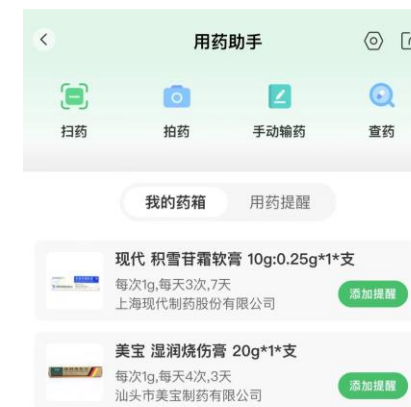 用药助手
扫药
拍药
手动输药
查药
我的药箱
用药提醒
现代 积雪苷霜软膏 10g:0.25g*1*支
每次1g,每天3次,7天
上海现代制药股份有限公司
添加提醒
美宝 湿润烧伤膏 20g*1*支
每次1g,每天4次,3天
汕头市美宝制药有限公司
添加提醒